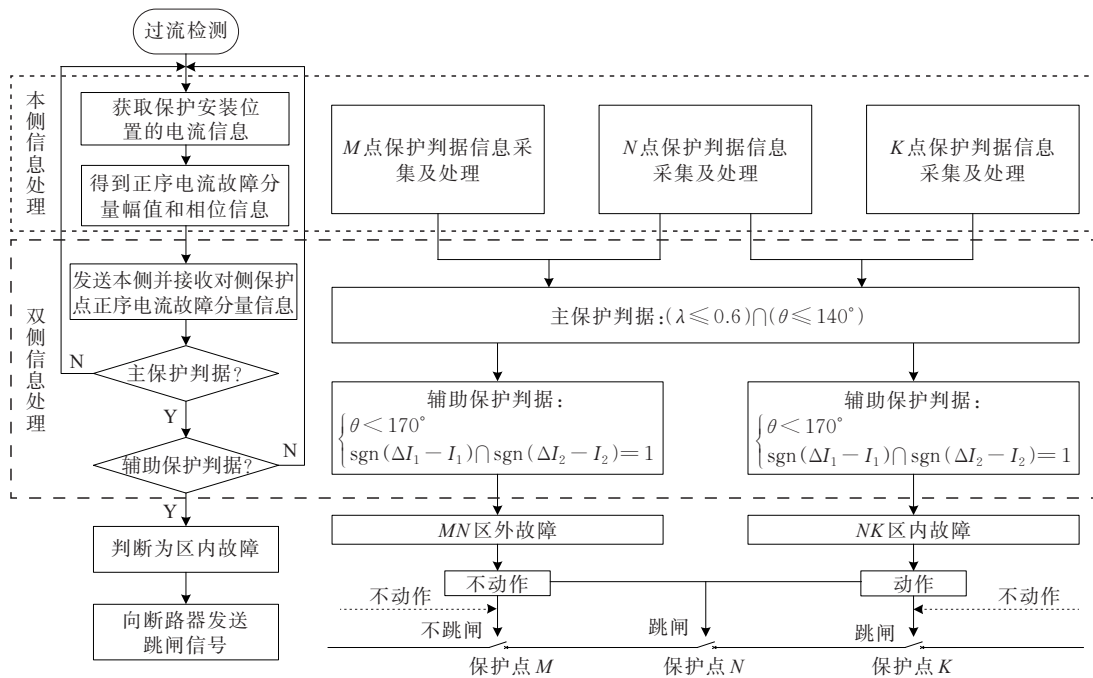 过流检测
本侧信息处理
获取保护安装位
置的电流信息
得到正序电流故障分
量幅值和相位信息
双侧信息处理
发送本侧并接收对侧保护
点正序电流故障分量信息
N
主保护判据?
Y
N
辅助保护判据?
Y
判断为区内故障
向断路器发送
跳闸信号
M点保护判据信息采
集及处理
N点保护判据信息
采集及处理
K点保护判据信息
采集及处理
主保护判据:(λ≤0.6)∩(θ≤140°)
辅助保护判据:
θ<170°
sgn(ΔI₁−I₁)∩sgn(ΔI₂−I₂)=1
辅助保护判据:
θ<170°
sgn(ΔI₁−I₁)∩sgn(ΔI₂−I₂)=1
MN区外故障
NK区内故障
不动作
动作
不动作
不动作
不跳闸
跳闸
跳闸
保护点M
保护点N
保护点K